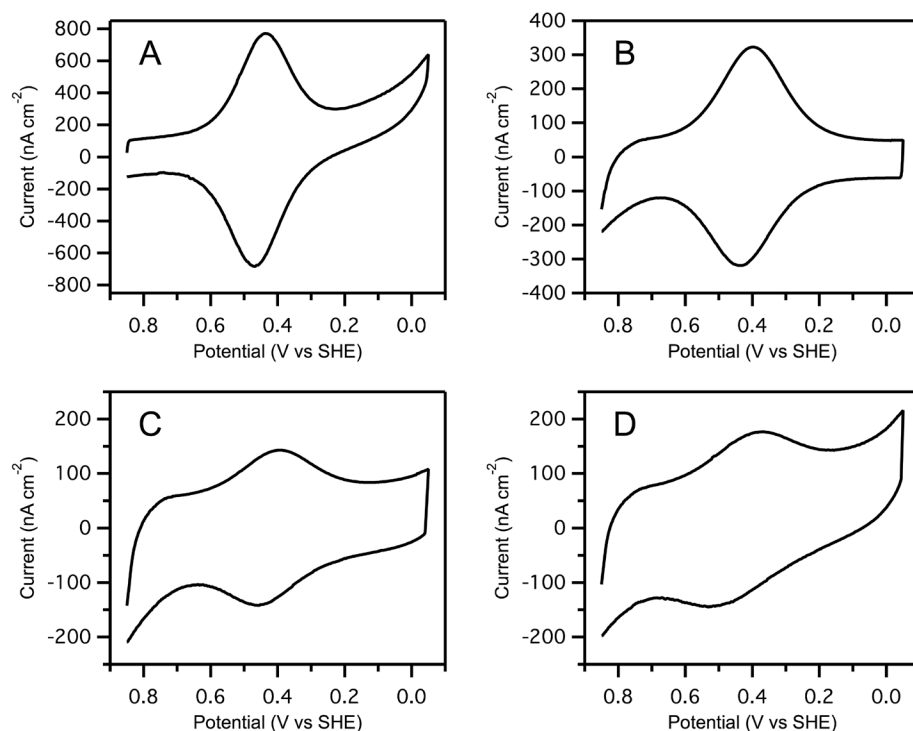 A
Current (nA cm-2)
800
600
400
200
0
-200
-400
-600
-800
0.8 0.6 0.4 0.2 0.0
Potential (V vs SHE)
B
Current (nA cm-2)
400
300
200
100
0
-100
-200
-300
-400
0.8 0.6 0.4 0.2 0.0
Potential (V vs SHE)
C
Current (nA cm-2)
200
100
0
-100
-200
0.8 0.6 0.4 0.2 0.0
Potential (V vs SHE)
D
Current (nA cm-2)
200
100
0
-100
-200
0.8 0.6 0.4 0.2 0.0
Potential (V vs SHE)